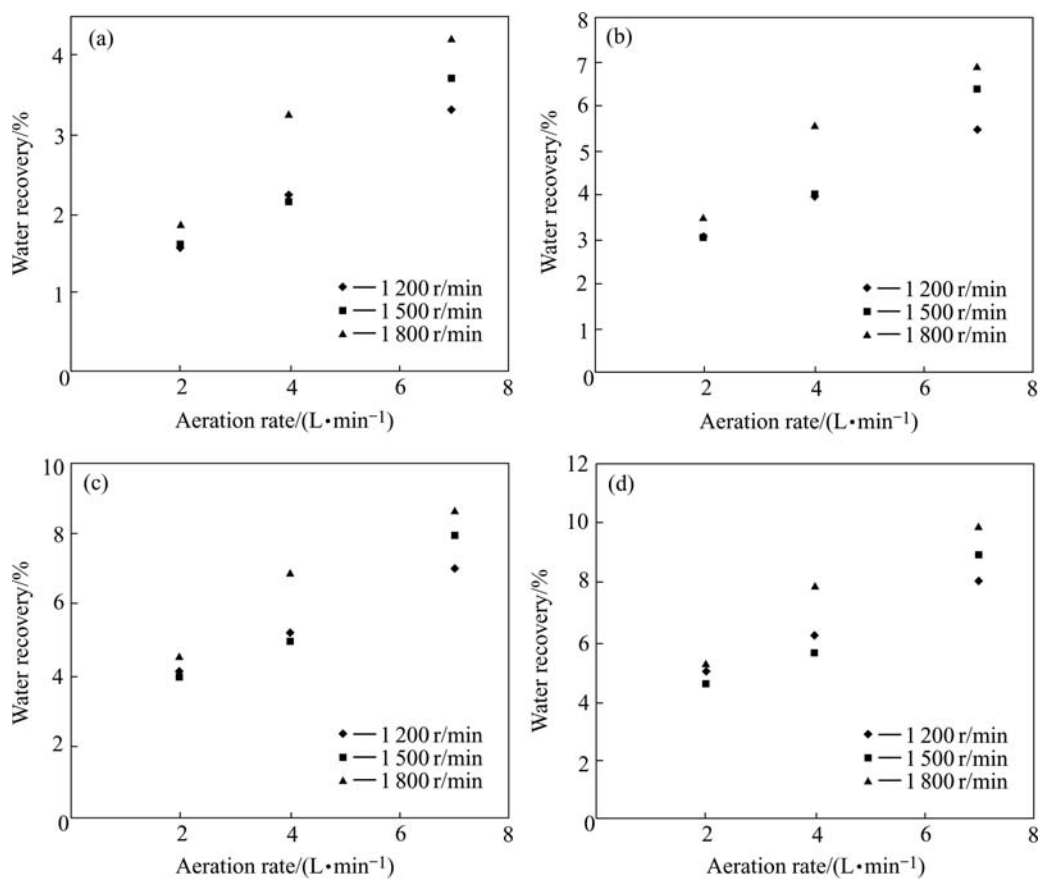 (a)
4
3
2
1
0
2 4 6 8
Water recovery/%
Aeration rate/(L•min⁻¹)
1 200 r/min
1 500 r/min
1 800 r/min
(b)
8
7
6
5
4
3
2
1
0
2 4 6 8
Water recovery/%
Aeration rate/(L•min⁻¹)
1 200 r/min
1 500 r/min
1 800 r/min
(c)
10
8
6
4
2
0
2 4 6 8
Water recovery/%
Aeration rate/(L•min⁻¹)
1 200 r/min
1 500 r/min
1 800 r/min
(d)
12
10
8
6
4
2
0
2 4 6 8
Water recovery/%
Aeration rate/(L•min⁻¹)
1 200 r/min
1 500 r/min
1 800 r/min